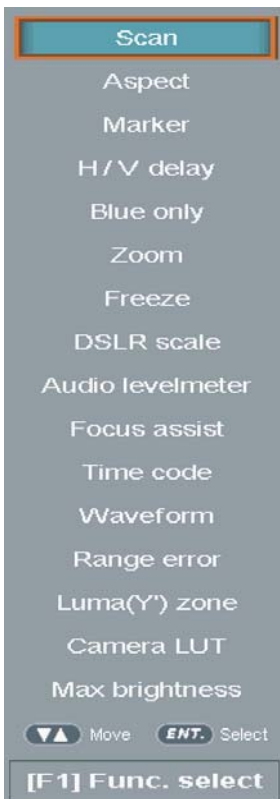 Scan
Aspect
Marker
H / V delay
Blue only
Zoom
Freeze
DSLR scale
Audio levelmeter
Focus assist
Time code
Waveform
Range error
Luma(Y') zone
Camera LUT
Max brightness
▼▲ Move ENT. Select
[F1] Func. select